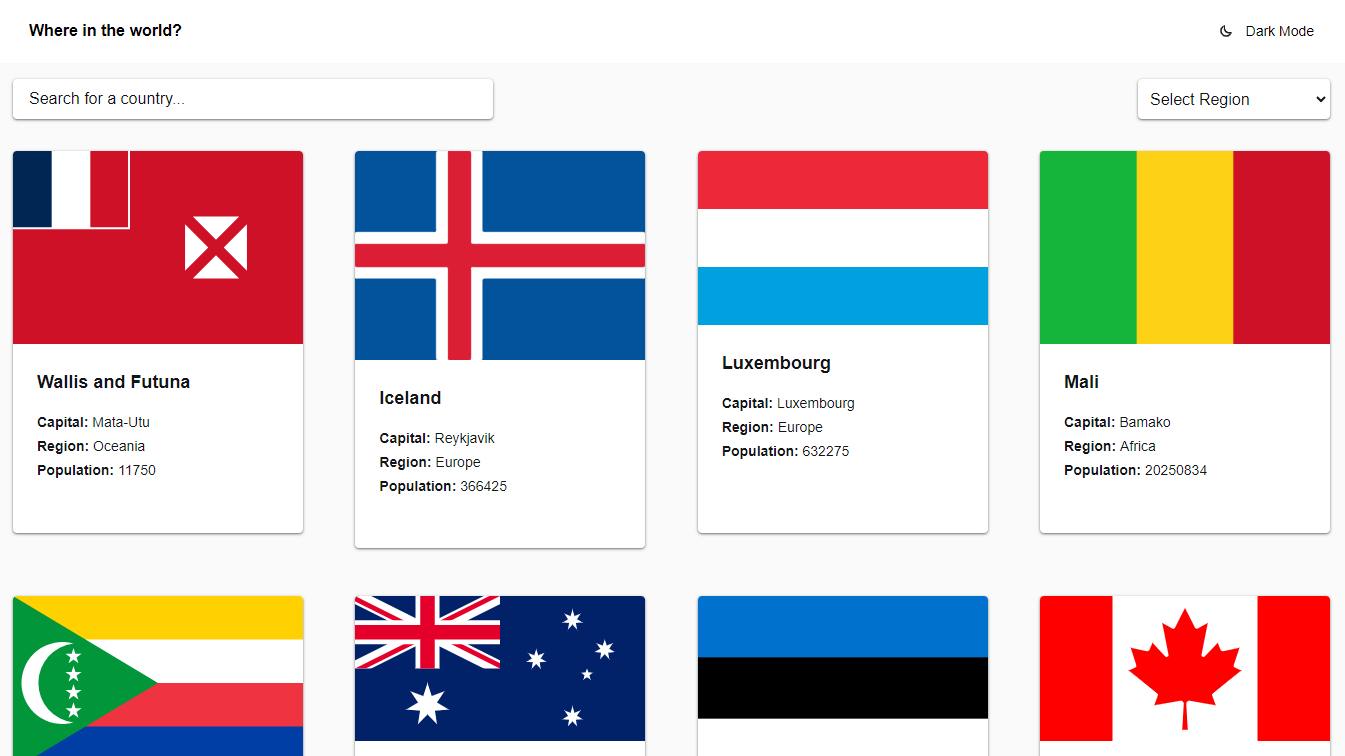 Where in the world?
Dark Mode
Search for a country...
Select Region
Wallis and Futuna
Capital: Mata-Utu
Region: Oceania
Population: 11750
Iceland
Capital: Reykjavik
Region: Europe
Population: 366425
Luxembourg
Capital: Luxembourg
Region: Europe
Population: 632275
Mali
Capital: Bamako
Region: Africa
Population: 20250834